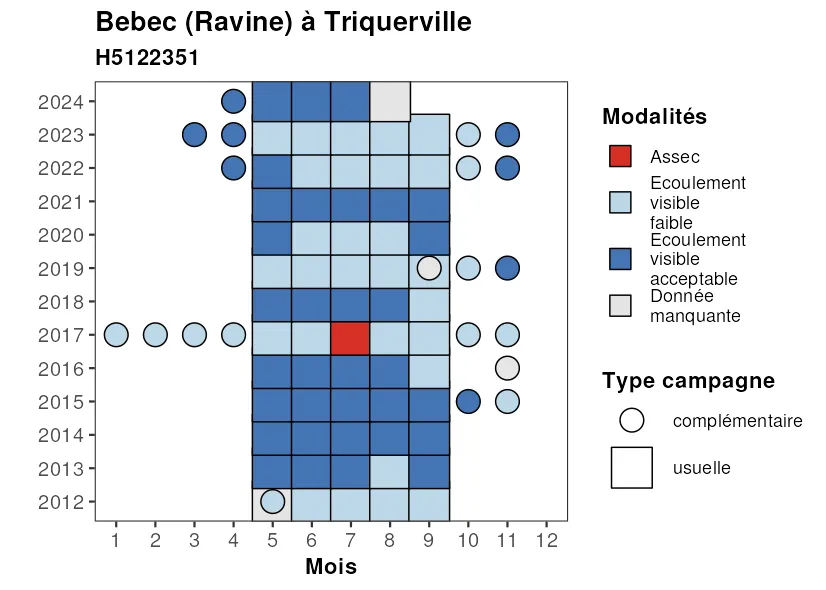 Bebec (Ravine) à Triquerville
H5122351
2024
2023
2022
2021
2020
2019
2018
2017
2016
2015
2014
2013
2012
1 2 3 4 5 6 7 8 9 10 11 12
Mois
Modalités
Assec
Ecoulement
visible
faible
Ecoulement
visible
acceptable
Donnée
manquante
Type campagne
complémentaire
usuelle